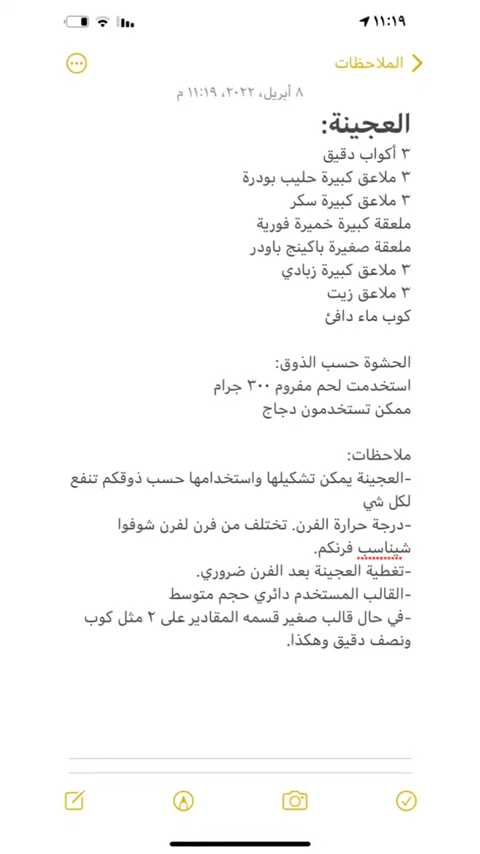 ١١:١٩
الملاحظات
٨ أبريل، ٢٠٢٢، ١١:١٩ م
العجينة:
٣ أكواب دقيق
٣ ملاعق كبيرة حليب بودرة
٣ ملاعق كبيرة سكر
ملعقة كبيرة خميرة فورية
ملعقة صغيرة باكينج باودر
٣ ملاعق كبيرة زبادي
٣ ملاعق زيت
كوب ماء دافئ
الحشوة حسب الذوق:
استخدمت لحم مفروم ٣٠٠ جرام
ممكن تستخدمون دجاج
ملاحظات:
-العجينة يمكن تشكيلها واستخدامها حسب ذوقكم تنفع
لكل شي
-درجة حرارة الفرن. تختلف من فرن لفرن شوفوا
شيناسب فرنكم.
-تغطية العجينة بعد الفرن ضروري.
-القالب المستخدم دائري حجم متوسط
-في حال قالب صغير قسمه المقادير على ٢ مثل كوب
ونصف دقيق وهكذا.